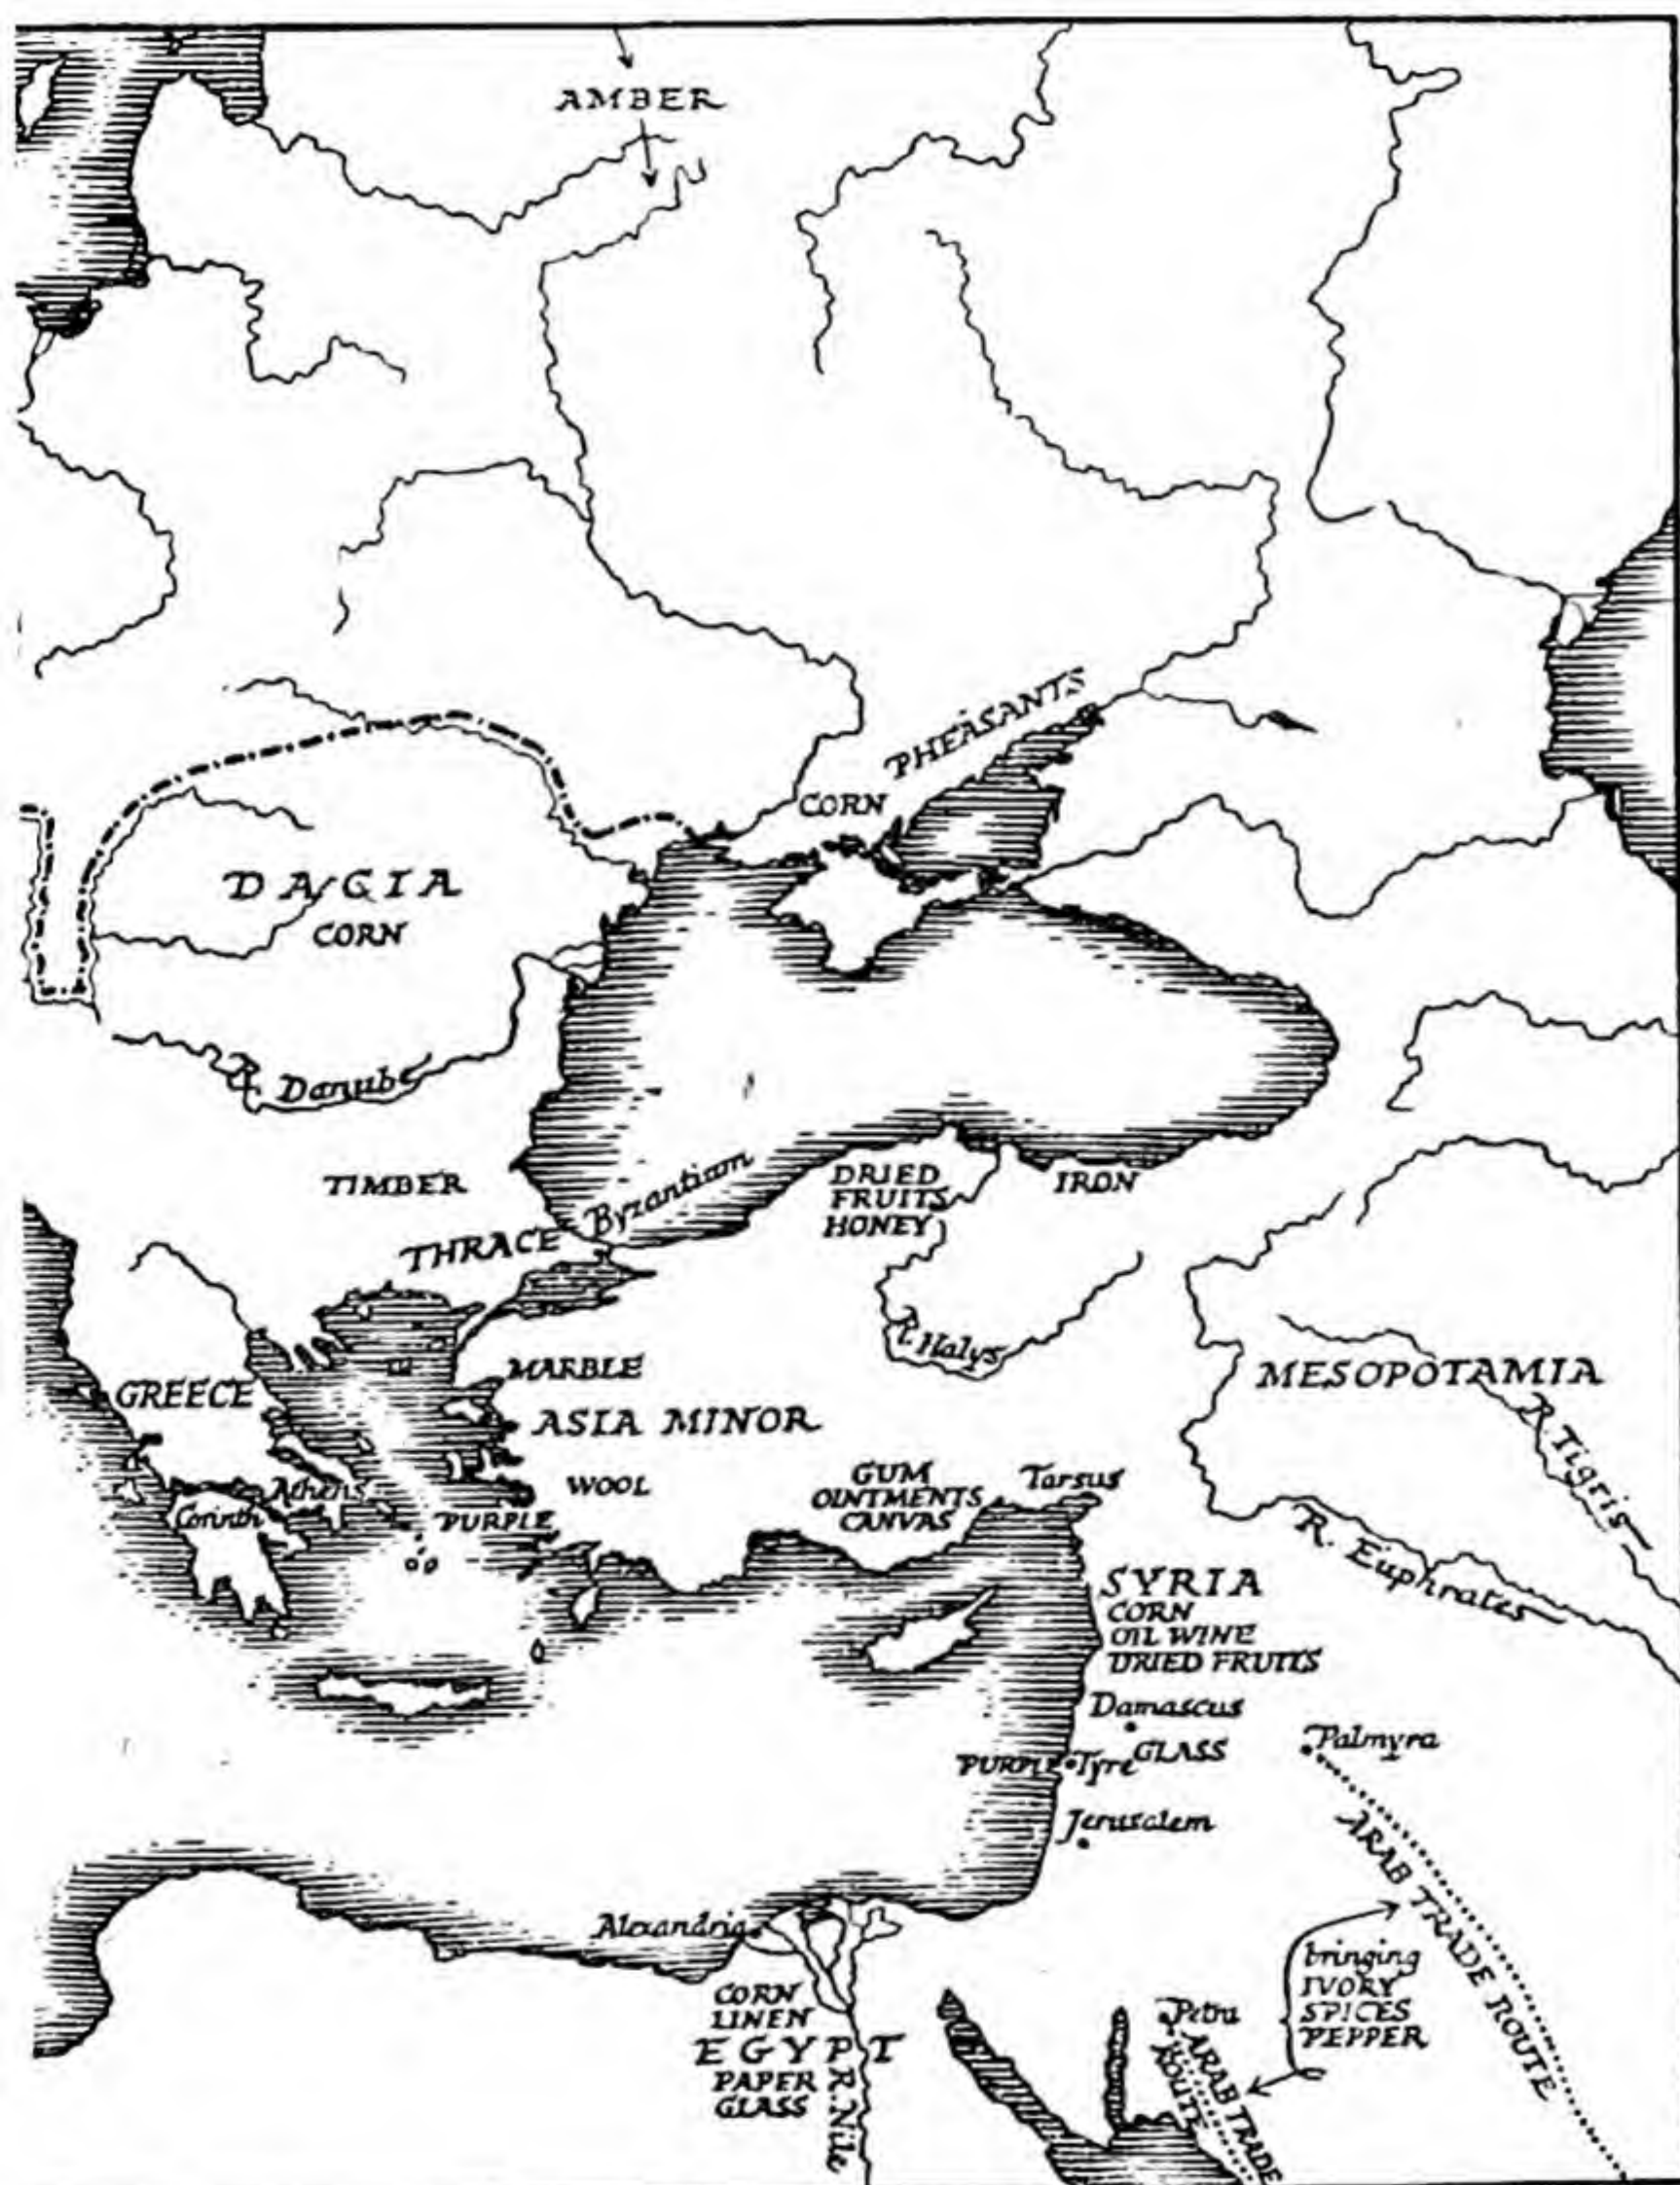 AMBER
PHEASANTS
CORN
DACIA
CORN
R. Danube
TIMBER
THRACE
Byzantium
DRIED
FRUITS
HONEY
IRON
R. Halys
MARBLE
GREECE
ASIA MINOR
MESOPOTAMIA
R. Tigris
WOOL
GUM
OINTMENTS
CANVAS
Tarsus
Athens
Corinth
PURPLE
R. Euphrates
SYRIA
CORN
OIL WINE
DRIED FRUITS
Damascus
GLASS
PURPLE
Tyre
Palmyra
Jerusalem
ARAB TRADE ROUTE
Alexandria
bringing
IVORY
SPICES
PEPPER
CORN
LINEN
EGYPT
PAPER
GLASS
R. Nile
Petra
ARAB TRADE
ROUTE